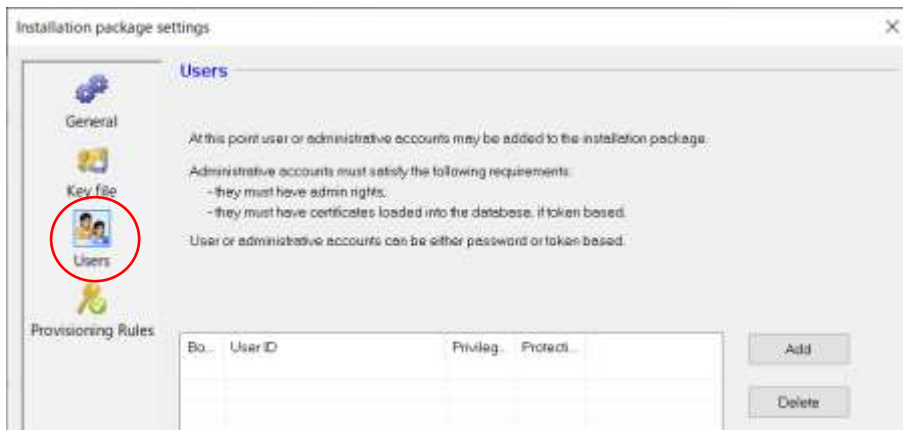 Installation package settings
Users
General
At this point user or administrative accounts may be added to the installation package.
Administrative accounts must satisfy the following requirements:
- they must have admin rights,
- they must have certificates loaded into the database, if token based.
User or administrative accounts can be either password or token based.
Key file
Users
Provisioning Rules
Bo... User ID Privileg... Protecti...
Add
Delete